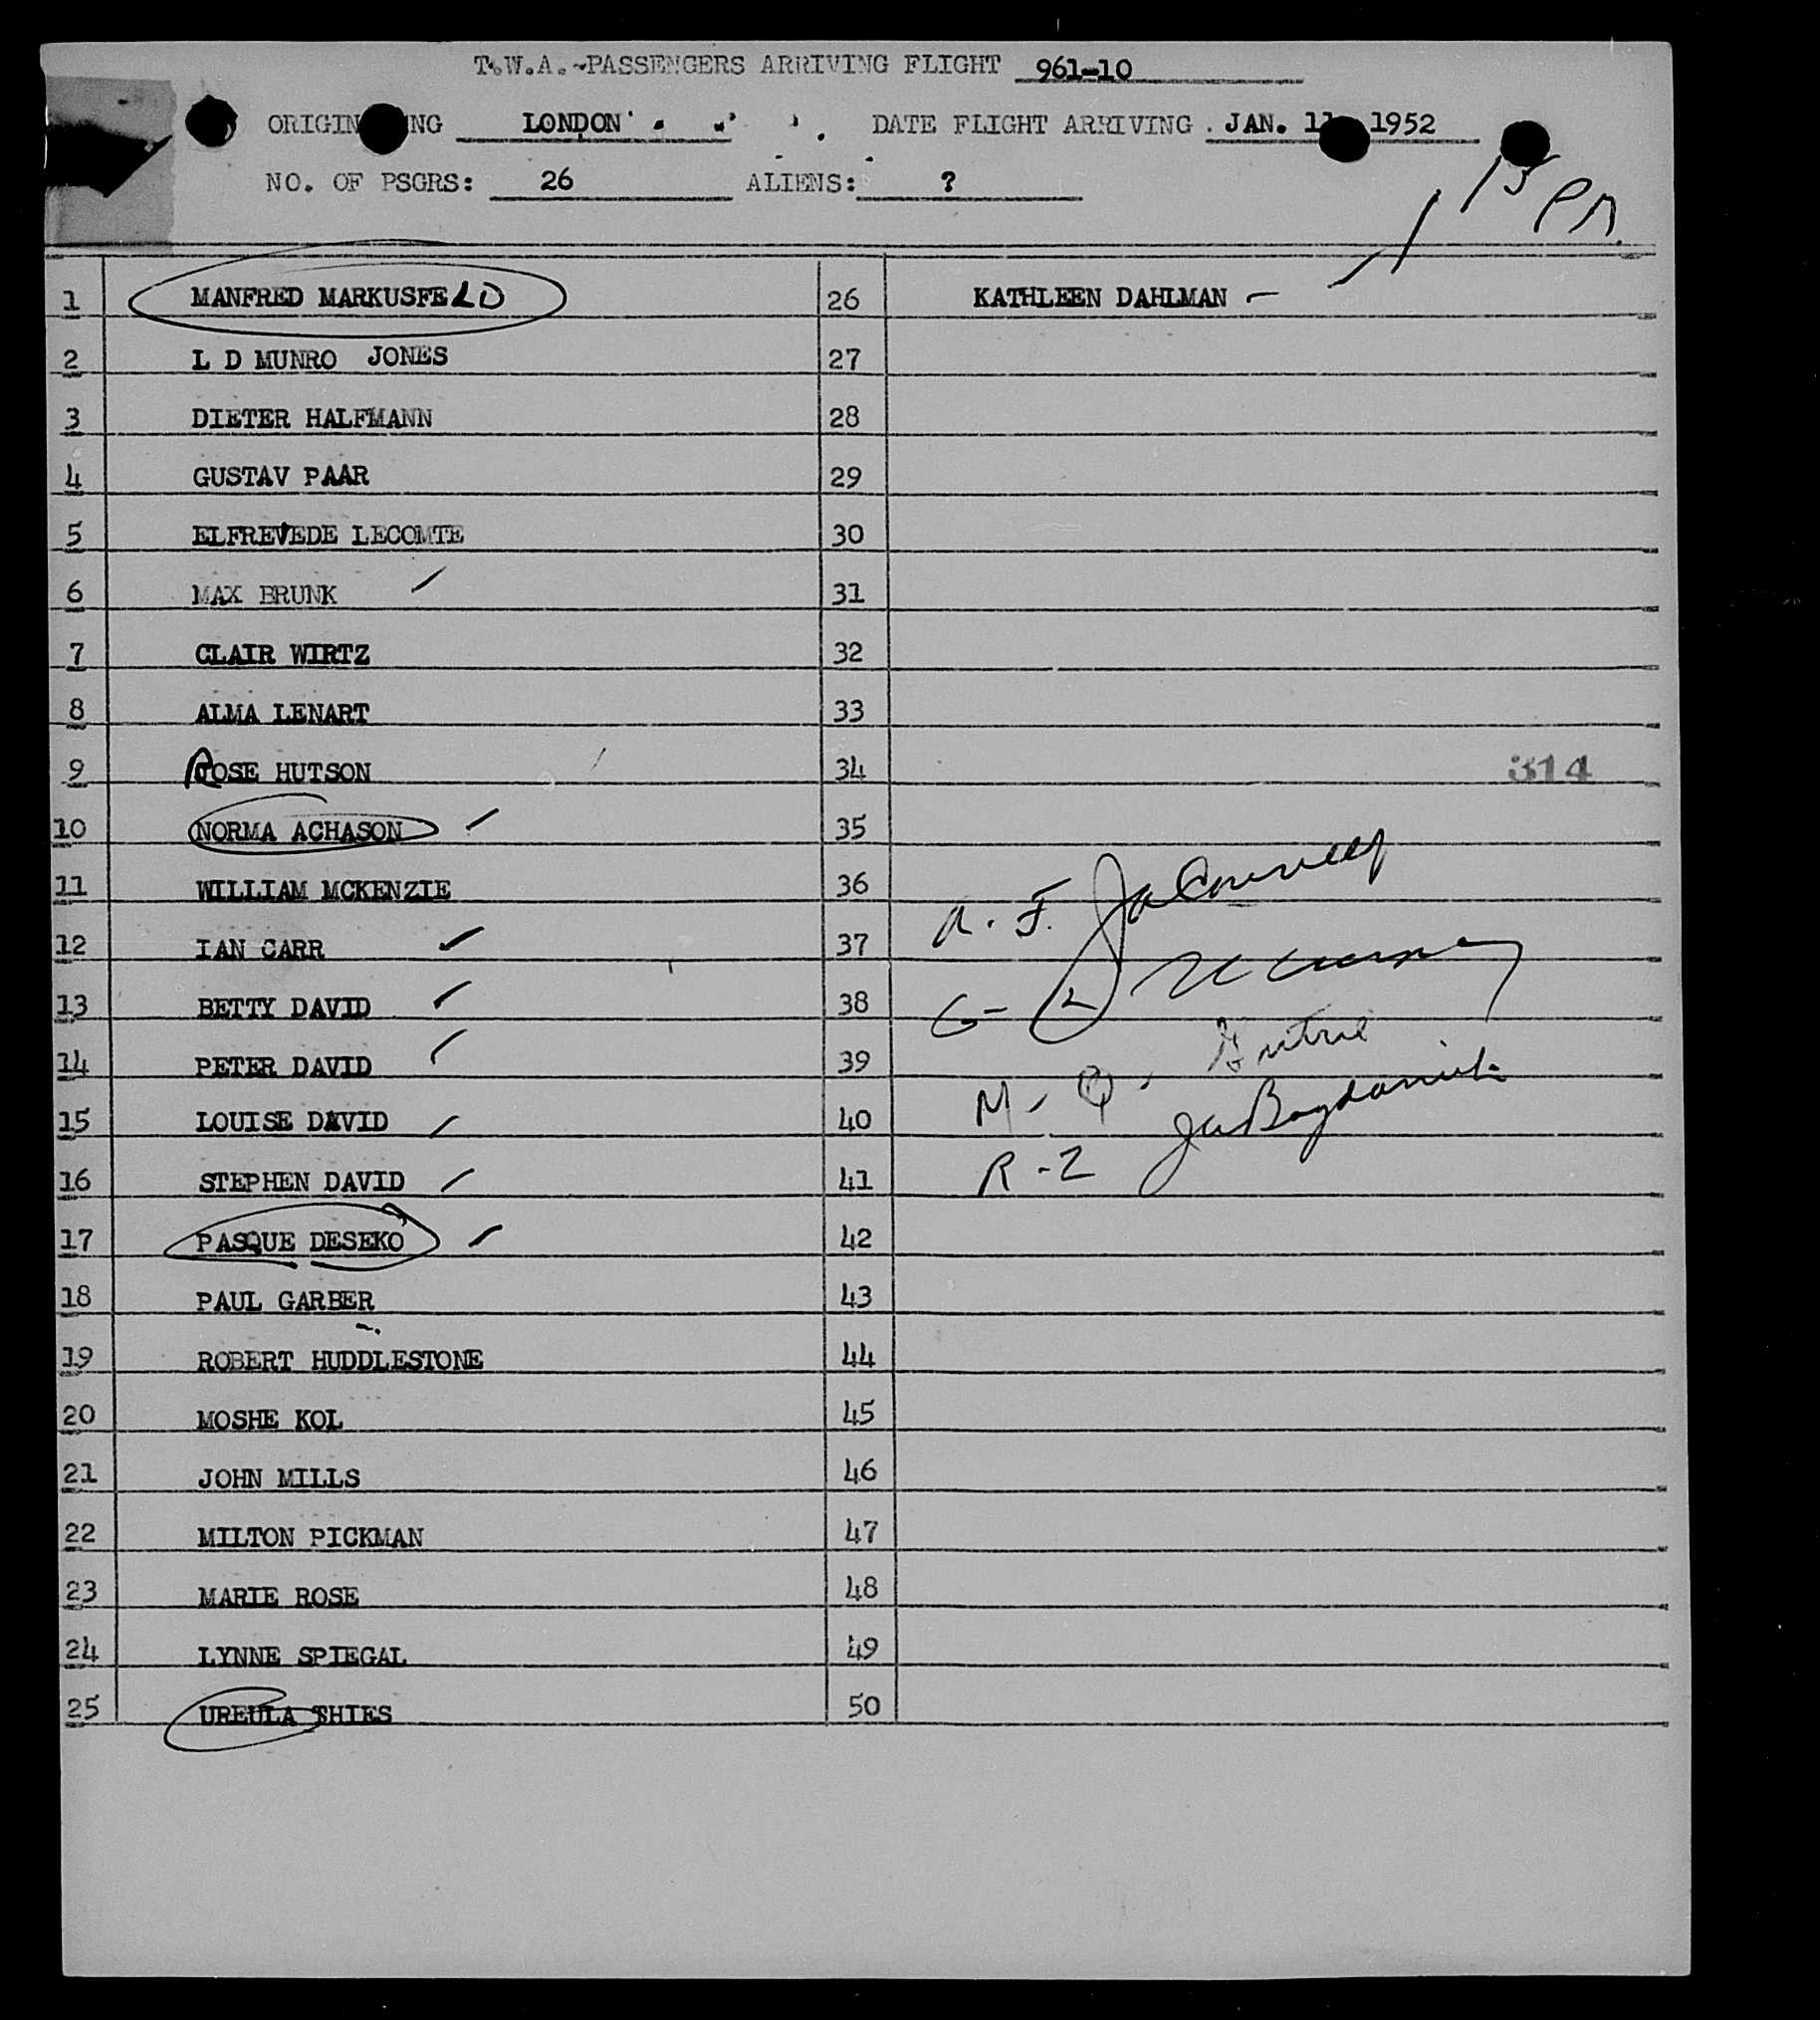 T.W.A.-PASSENGERS ARRIVING FLIGHT 961-10
ORIGIN NG LONDON DATE FLIGHT ARRIVING JAN. 11 1952
NO. OF PSGRS: 26 ALIENS: ?
1 15 PM
1 MANFRED MARKUSFELD 26 KATHLEEN DAHLMAN
2 L D MUNRO JONES 27
3 DIETER HALFMANN 28
4 GUSTAV PAAR 29
5 ELFREVEDE LECOMTE 30
6 MAX BRUNK 31
7 CLAIR WIRTZ 32
8 ALMA LENART 33
9 ROSE HUTSON 34
314
10 NORMA ACHASON 35
11 WILLIAM MCKENZIE 36
12 IAN CARR 37
13 BETTY DAVID 38
14 PETER DAVID 39
15 LOUISE DAVID 40
16 STEPHEN DAVID 41
17 PASQUE DESEKO 42
18 PAUL GARBER 43
19 ROBERT HUDDLESTONE 44
20 MOSHE KOL 45
21 JOHN MILLS 46
22 MILTON PICKMAN 47
23 MARIE ROSE 48
24 LYNNE SPIEGAL 49
25 UREULA THIES 50
A. F.
G- L
M - Q
R - Z